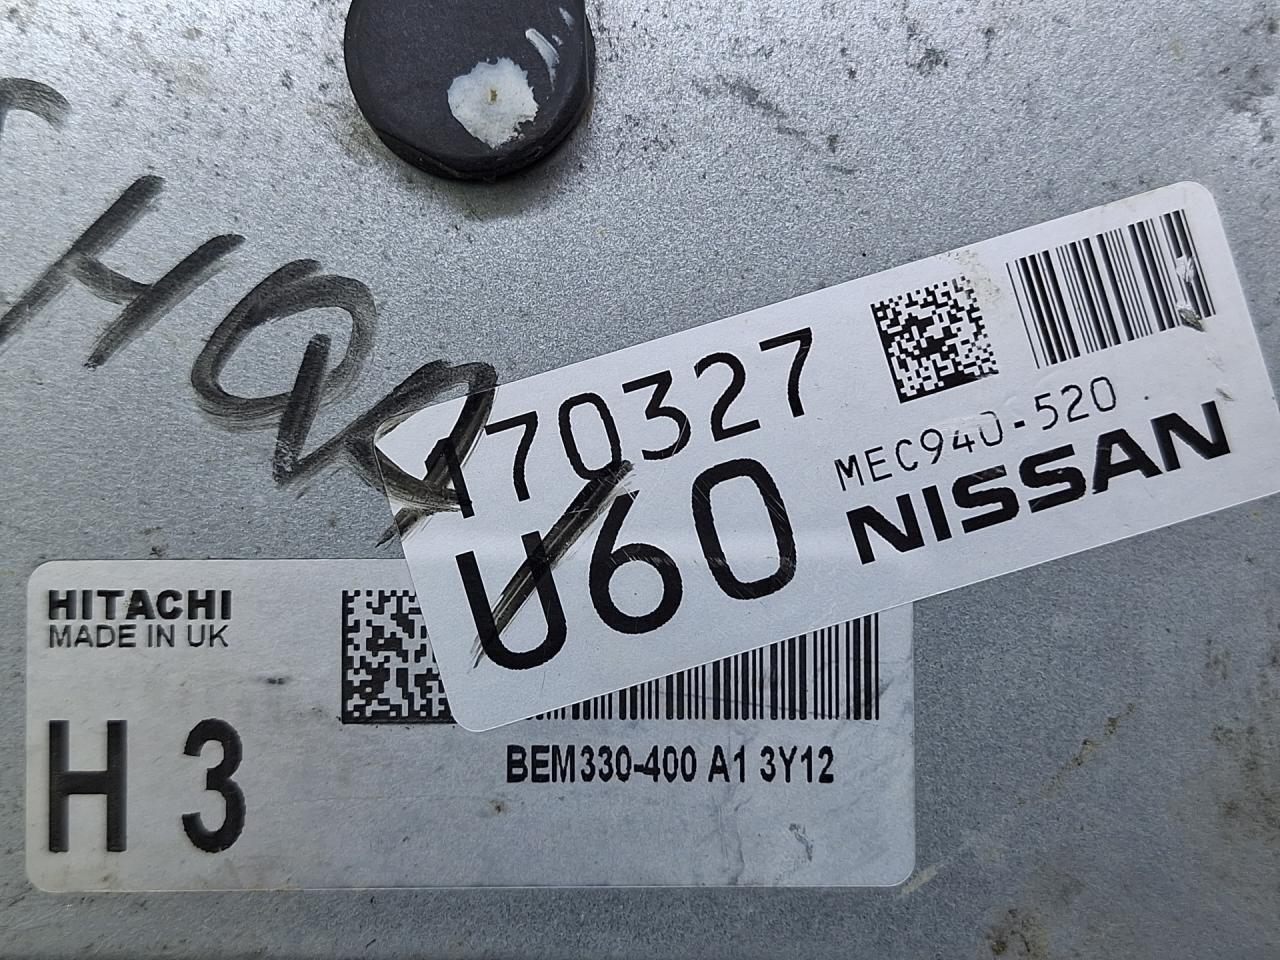 170327
MEC940-520
U60
NISSAN
HITACHI
MADE IN UK
H 3
BEM330-400 A1 3Y12